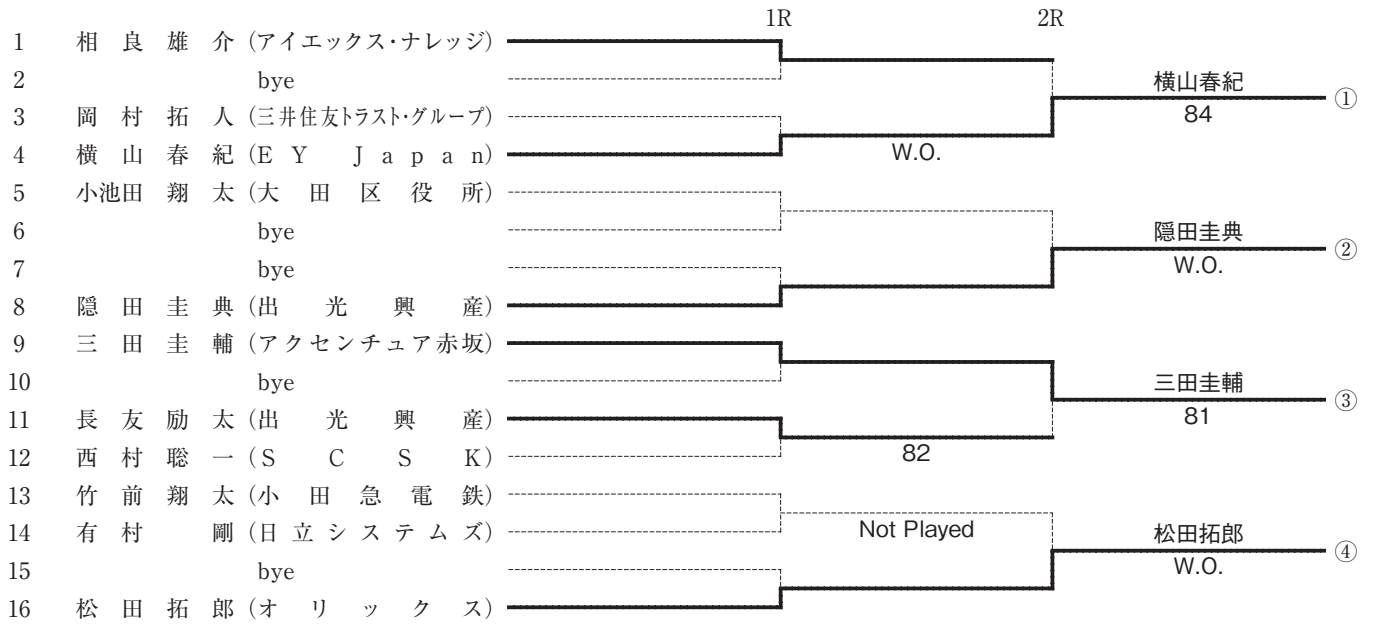 1R 2R
1 相良雄介(アイエックス・ナレッジ)
2 bye
横山春紀 ①
3 岡村拓人(三井住友トラスト・グループ)
84
4 横山春紀(EY Japan) W.O.
5 小池田翔太(大田区役所)
6 bye
隠田圭典 ②
7 bye
W.O.
8 隠田圭典(出光興産)
9 三田圭輔(アクセンチュア赤坂)
10 bye
三田圭輔 ③
11 長友励太(出光興産)
81
12 西村聡一(SCSK) 82
13 竹前翔太(小田急電鉄)
14 有村剛(日立システムズ) Not Played
松田拓郎 ④
15 bye
W.O.
16 松田拓郎(オリックス)